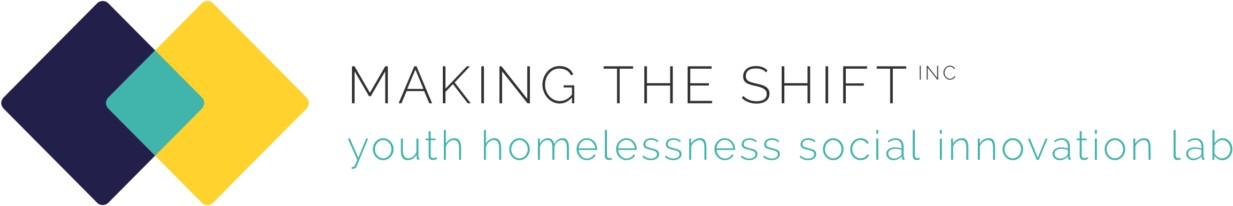 MAKING THE SHIFT INC
youth homelessness social innovation lab